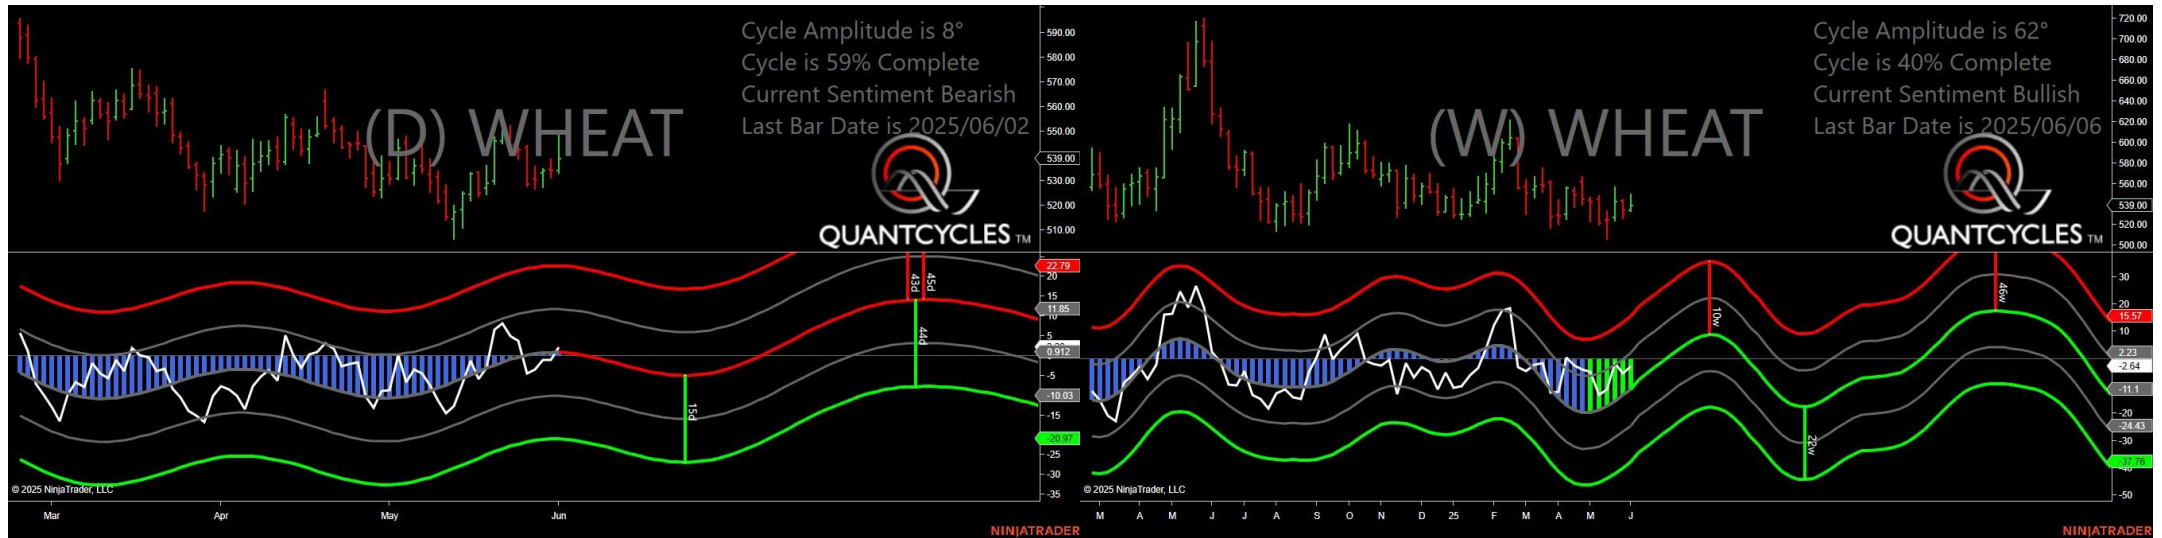 Cycle Amplitude is 8°
Cycle is 59% Complete
Current Sentiment Bearish
Last Bar Date is 2025/06/02
(D) WHEAT
QUANTCYCLES TM
590.00
580.00
570.00
560.00
550.00
539.00
530.00
520.00
510.00
22.79
20
15
11.85
10
5
0.912
-5
-10.03
-15
-20.97
-25
-30
-35
43d
45d
44d
15d
© 2025 NinjaTrader, LLC
Mar
Apr
May
Jun
NINJATRADER
Cycle Amplitude is 62°
Cycle is 40% Complete
Current Sentiment Bullish
Last Bar Date is 2025/06/06
(W) WHEAT
QUANTCYCLES TM
720.00
700.00
680.00
660.00
640.00
620.00
600.00
580.00
560.00
539.00
520.00
500.00
30
20
15.57
10
2.23
-2.64
-11.1
-20
-24.43
-30
-37.76
-40
-50
10w
22w
46w
© 2025 NinjaTrader, LLC
M
A
M
J
J
A
S
O
N
D
25
F
M
A
M
J
NINJATRADER